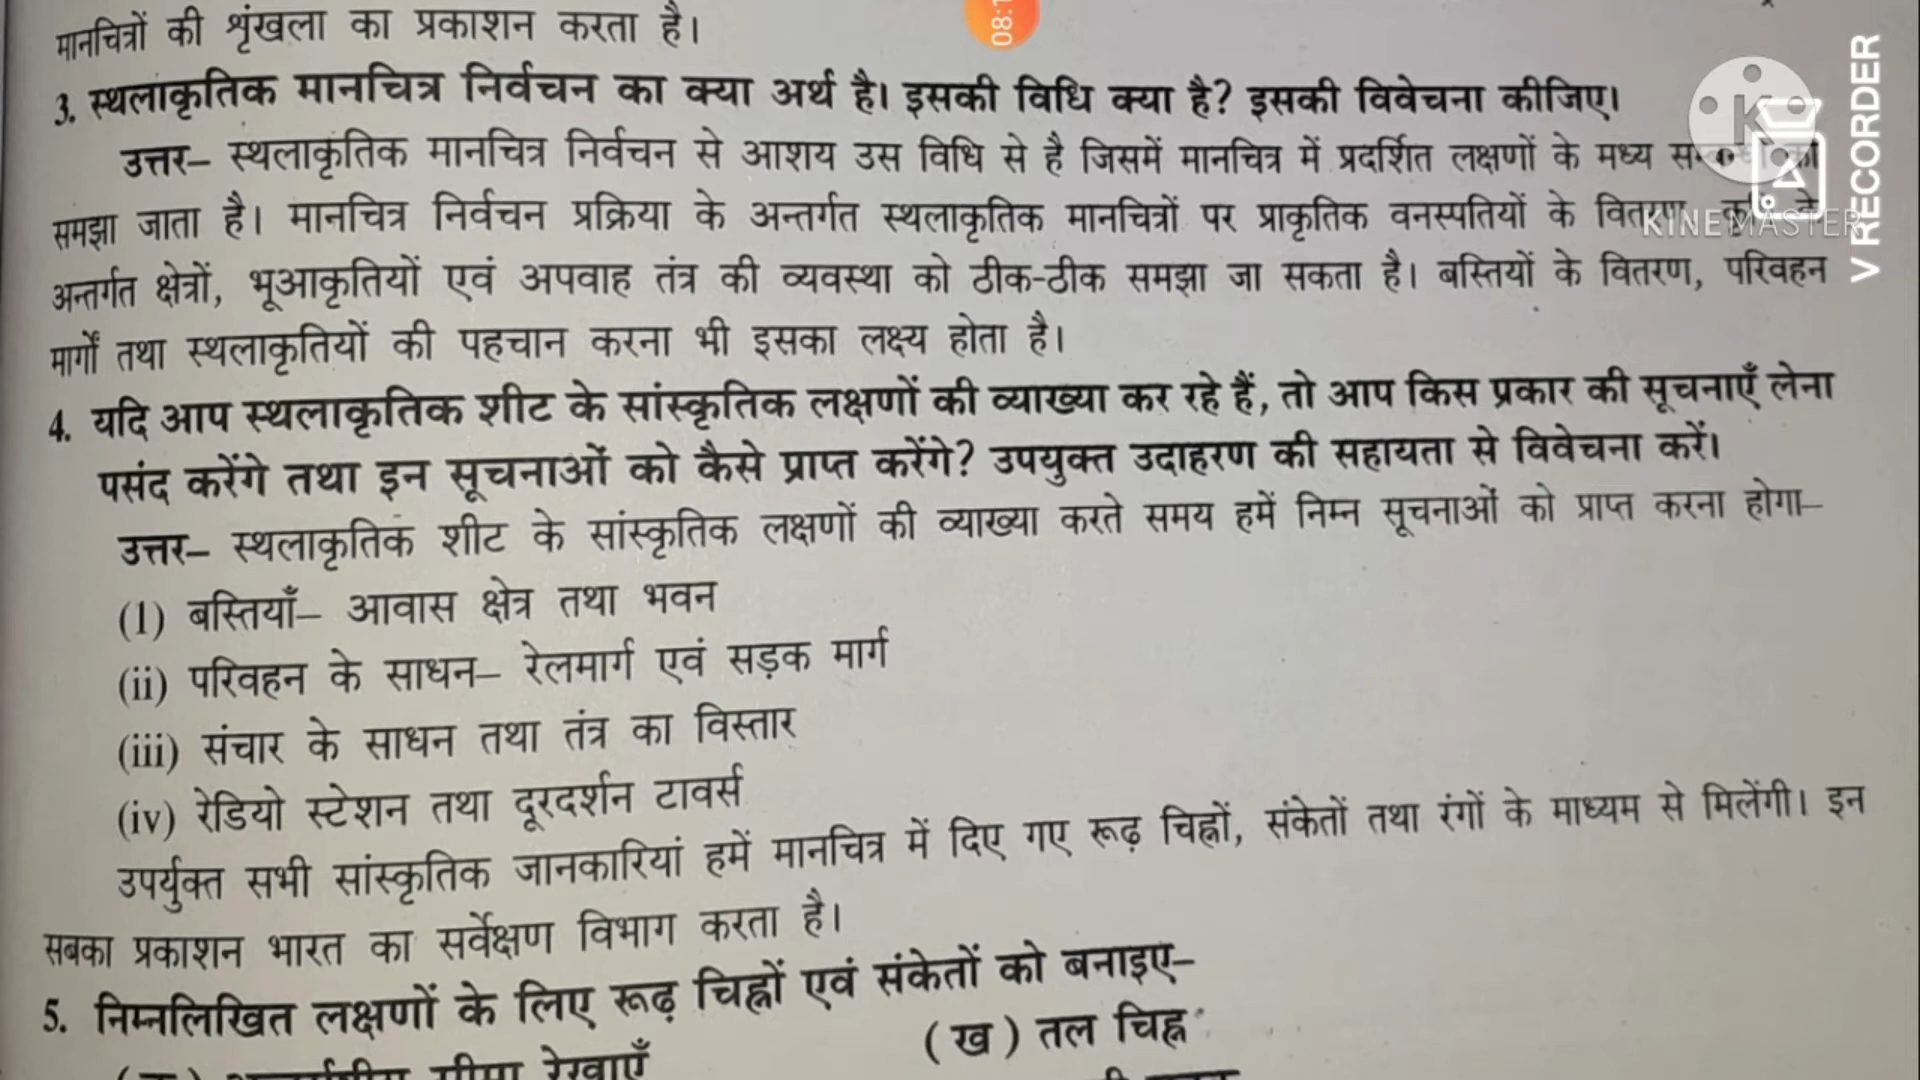 मानचित्रों की शृंखला का प्रकाशन करता है।
08:1
3. स्थलाकृतिक मानचित्र निर्वचन का क्या अर्थ है। इसकी विधि क्या है? इसकी विवेचना कीजिए।
उत्तर– स्थलाकृतिक मानचित्र निर्वचन से आशय उस विधि से है जिसमें मानचित्र में प्रदर्शित लक्षणों के मध्य
समझा जाता है। मानचित्र निर्वचन प्रक्रिया के अन्तर्गत स्थलाकृतिक मानचित्रों पर प्राकृतिक वनस्पतियों के वितरण
अन्तर्गत क्षेत्रों, भूआकृतियों एवं अपवाह तंत्र की व्यवस्था को ठीक-ठीक समझा जा सकता है। बस्तियों के वितरण, परिवहन
मार्गों तथा स्थलाकृतियों की पहचान करना भी इसका लक्ष्य होता है।
4. यदि आप स्थलाकृतिक शीट के सांस्कृतिक लक्षणों की व्याख्या कर रहे हैं, तो आप किस प्रकार की सूचनाएँ लेना
पसंद करेंगे तथा इन सूचनाओं को कैसे प्राप्त करेंगे? उपयुक्त उदाहरण की सहायता से विवेचना करें।
उत्तर– स्थलाकृतिक शीट के सांस्कृतिक लक्षणों की व्याख्या करते समय हमें निम्न सूचनाओं को प्राप्त करना होगा–
(1) बस्तियाँ– आवास क्षेत्र तथा भवन
(ii) परिवहन के साधन– रेलमार्ग एवं सड़क मार्ग
(iii) संचार के साधन तथा तंत्र का विस्तार
(iv) रेडियो स्टेशन तथा दूरदर्शन टावर्स
उपर्युक्त सभी सांस्कृतिक जानकारियां हमें मानचित्र में दिए गए रूढ़ चिह्नों, संकेतों तथा रंगों के माध्यम से मिलेंगी। इन
सबका प्रकाशन भारत का सर्वेक्षण विभाग करता है।
5. निम्नलिखित लक्षणों के लिए रूढ़ चिह्नों एवं संकेतों को बनाइए–
(ख) तल चिह्न
सीमा रेखाएँ
K
KINEMASTER
V RECORDER